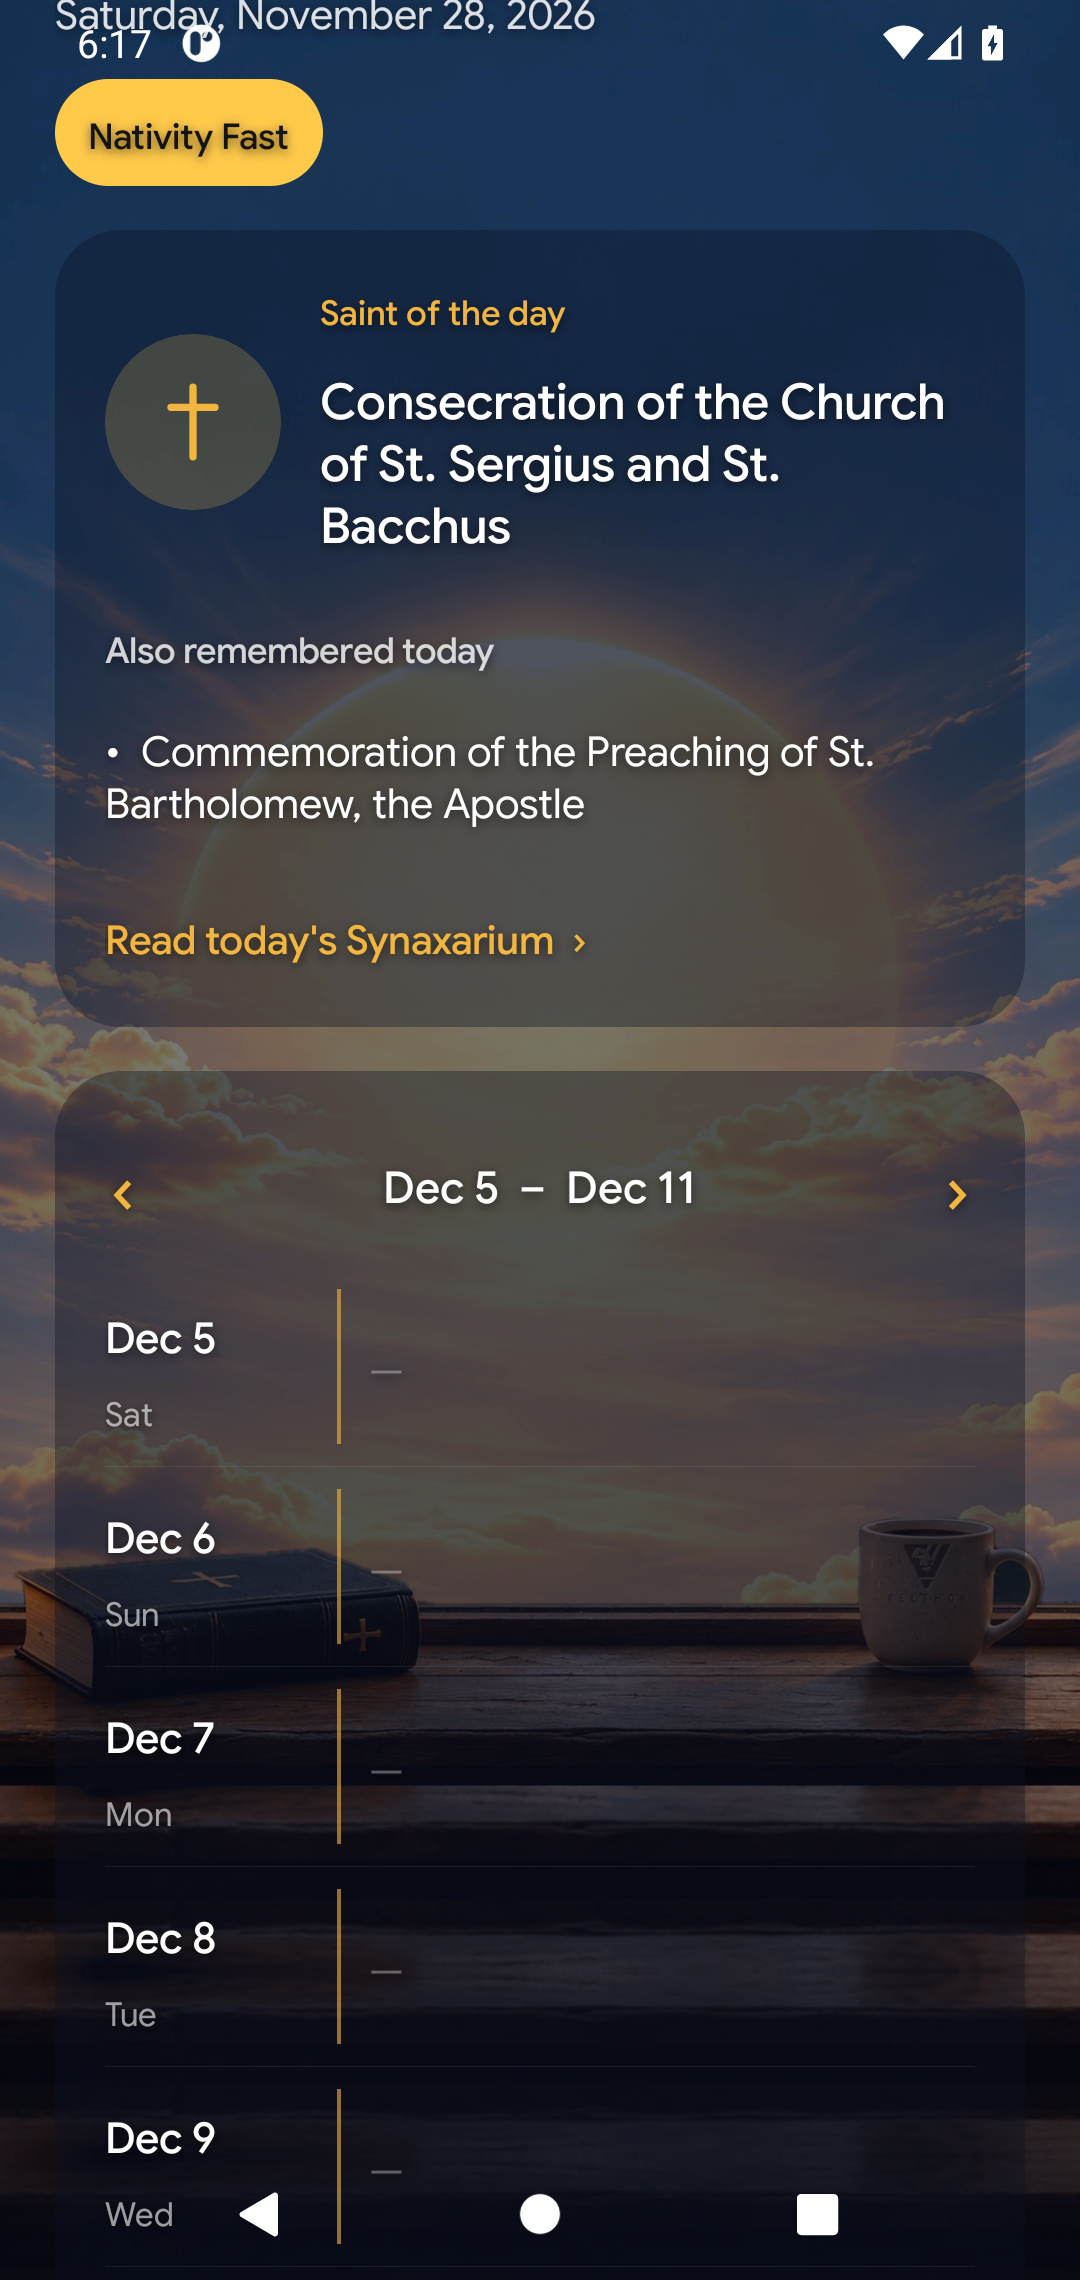 Saturday, November 28, 2026
6:17
Nativity Fast
Saint of the day
Consecration of the Church
of St. Sergius and St.
Bacchus
Also remembered today
• Commemoration of the Preaching of St.
Bartholomew, the Apostle
Read today's Synaxarium ›
Dec 5 – Dec 11
Dec 5
—
Sat
Dec 6
—
Sun
Dec 7
—
Mon
Dec 8
—
Tue
Dec 9
—
Wed